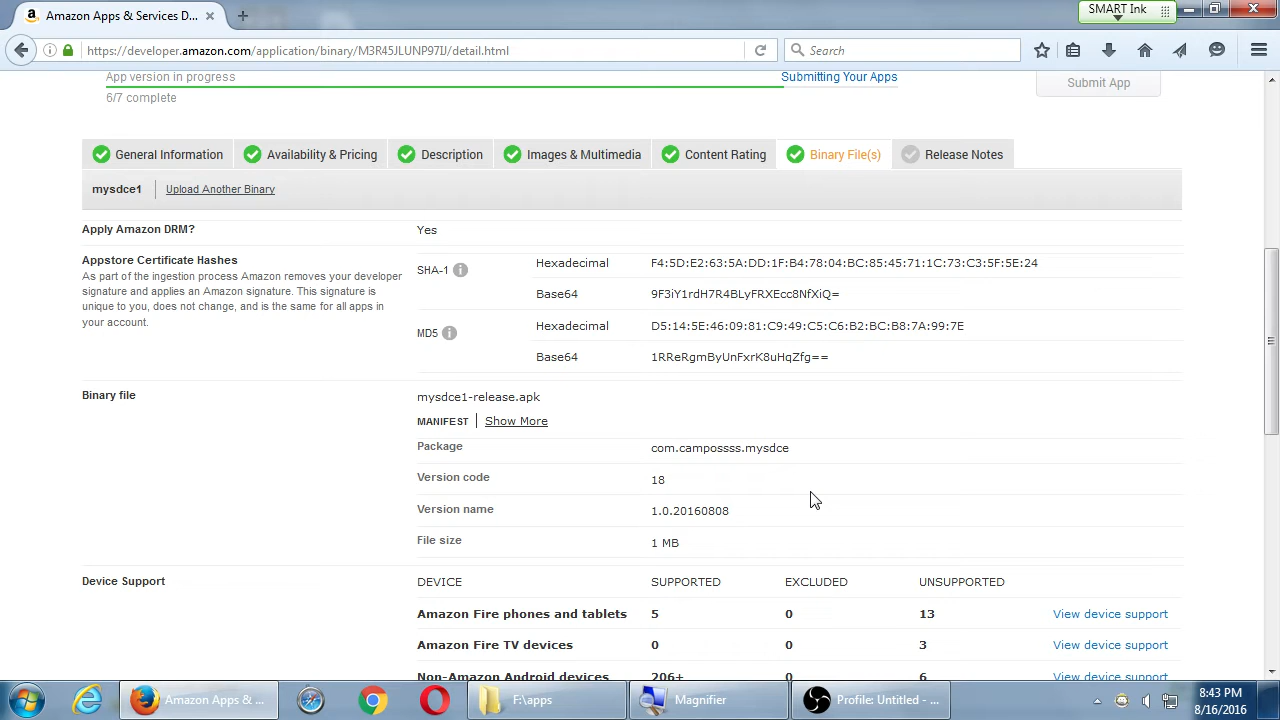 Amazon Apps & Services D...
SMART Ink
https://developer.amazon.com/application/binary/M3R45JLUNP97IJ/detail.html
Search
App version in progress
Submitting Your Apps
6/7 complete
Submit App
General Information
Availability & Pricing
Description
Images & Multimedia
Content Rating
Binary File(s)
Release Notes
mysdce1
Upload Another Binary
Apply Amazon DRM?
Yes
Appstore Certificate Hashes
As part of the ingestion process Amazon removes your developer
signature and applies an Amazon signature. This signature is
unique to you, does not change, and is the same for all apps in
your account.
SHA-1
Hexadecimal
F4:5D:E2:63:5A:DD:1F:B4:78:04:BC:85:45:71:1C:73:C3:5F:5E:24
Base64
9F3iY1rdH7R4BLyFRXEcc8NfXiQ=
MD5
Hexadecimal
D5:14:5E:46:09:81:C9:49:C5:C6:B2:BC:B8:7A:99:7E
Base64
1RReRgmByUnFxrK8uHqZfg==
Binary file
mysdce1-release.apk
MANIFEST
Show More
Package
com.campossss.mysdce
Version code
18
Version name
1.0.20160808
File size
1 MB
Device Support
DEVICE SUPPORTED EXCLUDED UNSUPPORTED
Amazon Fire phones and tablets 5 0 13 View device support
Amazon Fire TV devices 0 0 3 View device support
Non-Amazon Android devices 206+ 0 6 View device support
Amazon Apps & ...
F:\apps
Magnifier
Profile: Untitled - ...
8:43 PM
8/16/2016